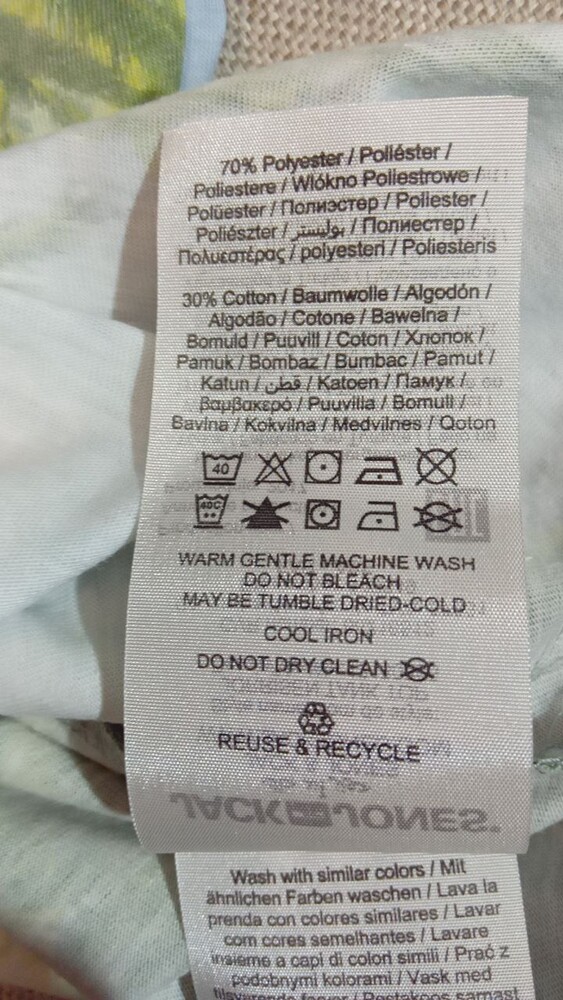 70% Polyester / Poliéster /
Poliestere / Włókno Poliestrowe /
Polüester / Полиэстер / Poliester /
Poliészter / بوليستر / Полиестер /
Πολυεστέρας / polyesteri / Poliesteris
30% Cotton / Baumwolle / Algodón /
Algodão / Cotone / Bawełna /
Bomuld / Puuvill / Coton / Хлопок /
Pamuk / Bombaz / Bumbac / Pamut /
Katun / قطن / Katoen / Памук /
Βαμβακερό / Puuvilla / Bomull /
Bavlna / Kokvilna / Medvilnes / Qoton
40
40C
WARM GENTLE MACHINE WASH
DO NOT BLEACH
MAY BE TUMBLE DRIED-COLD
COOL IRON
DO NOT DRY CLEAN
REUSE & RECYCLE
JACK JONES
Wash with similar colors / Mit
ähnlichen Farben waschen / Lava la
prenda con colores similares / Lavar
com cores semelhantes / Lavare
insieme a capi di colori simili / Prać z
podobnymi kolorami / Vask med